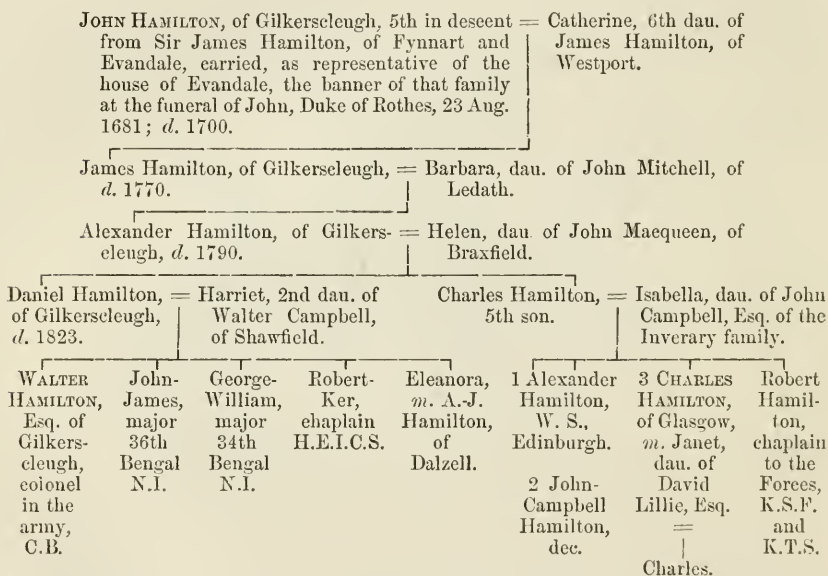 JOHN HAMILTON, of Gilkerscleugh, 5th in descent
from Sir James Hamilton, of Fynnart and
Evandale, carried, as representative of the
house of Evandale, the banner of that family
at the funeral of John, Duke of Rothes, 23 Aug.
1681; d. 1700.
=
Catherine, 6th dau. of
James Hamilton, of
Westport.
James Hamilton, of Gilkerscleugh,
d. 1770.
=
Barbara, dau. of John Mitchell, of
Ledath.
Alexander Hamilton, of Gilkers-
cleugh, d. 1790.
=
Helen, dau. of John Macqueen, of
Braxfield.
Daniel Hamilton,
of Gilkerscleugh,
d. 1823.
=
Harriet, 2nd dau. of
Walter Campbell,
of Shawfield.
Charles Hamilton,
5th son.
=
Isabella, dau. of John
Campbell, Esq. of the
Inverary family.
WALTER
HAMILTON,
Esq. of
Gilkers-
cleugh,
colonel
in the
army,
C.B.
John-
James,
major
36th
Bengal
N.I.
George-
William,
major
34th
Bengal
N.I.
Robert-
Ker,
chaplain
H.E.I.C.S.
Eleanora,
m. A.-J.
Hamilton,
of
Dalzell.
1 Alexander
Hamilton,
W. S.,
Edinburgh.
2 John-
Campbell
Hamilton,
dec.
3 CHARLES
HAMILTON,
of Glasgow,
m. Janet,
dau. of
David
Lillie, Esq.
=
Charles.
Robert
Hamil-
ton,
chaplain
to the
Forces,
K.S.F.
and
K.T.S.